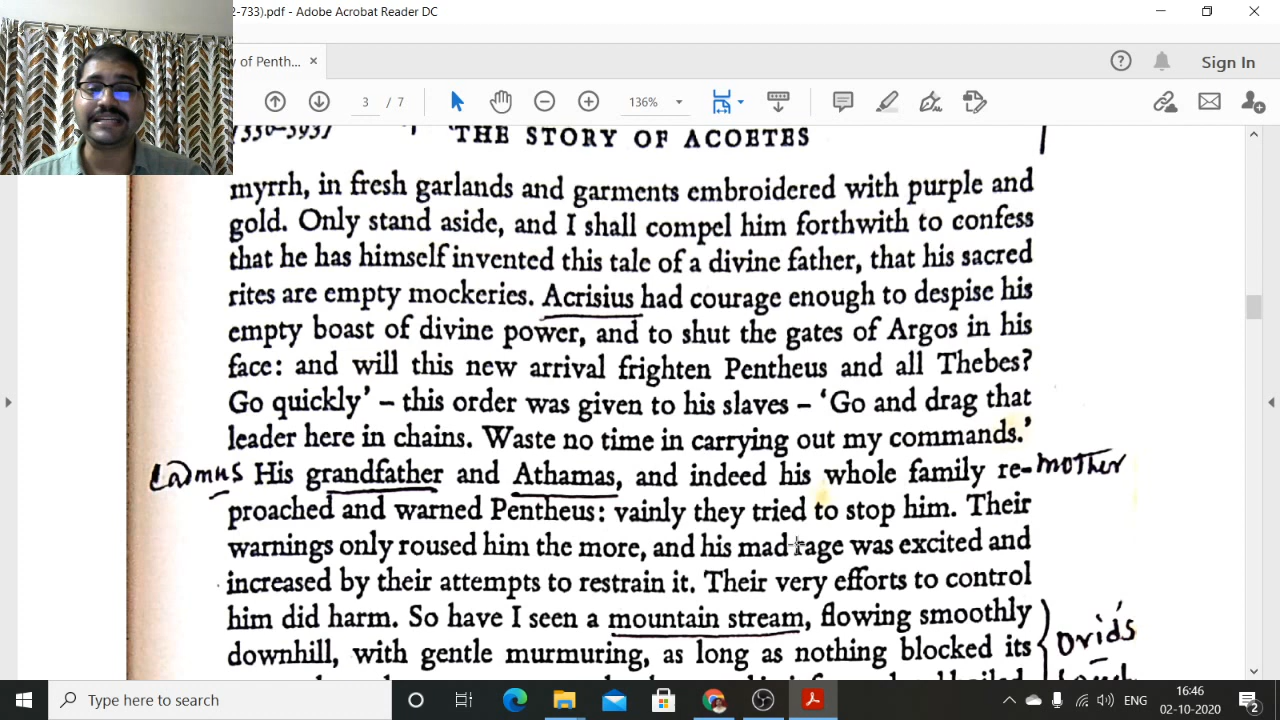 2-733).pdf - Adobe Acrobat Reader DC
y of Penth...
Sign In
3 / 7
136%
THE STORY OF ACOETES
myrrh, in fresh garlands and garments embroidered with purple and
gold. Only stand aside, and I shall compel him forthwith to confess
that he has himself invented this tale of a divine father, that his sacred
rites are empty mockeries. Acrisius had courage enough to despise his
empty boast of divine power, and to shut the gates of Argos in his
face: and will this new arrival frighten Pentheus and all Thebes?
Go quickly' – this order was given to his slaves – 'Go and drag that
leader here in chains. Waste no time in carrying out my commands.'
Cadmus His grandfather and Athamas, and indeed his whole family re- mother
proached and warned Pentheus: vainly they tried to stop him. Their
warnings only roused him the more, and his mad rage was excited and
increased by their attempts to restrain it. Their very efforts to control
him did harm. So have I seen a mountain stream, flowing smoothly
downhill, with gentle murmuring, as long as nothing blocked its
Ovid's
Type here to search
ENG
16:46
02-10-2020
2